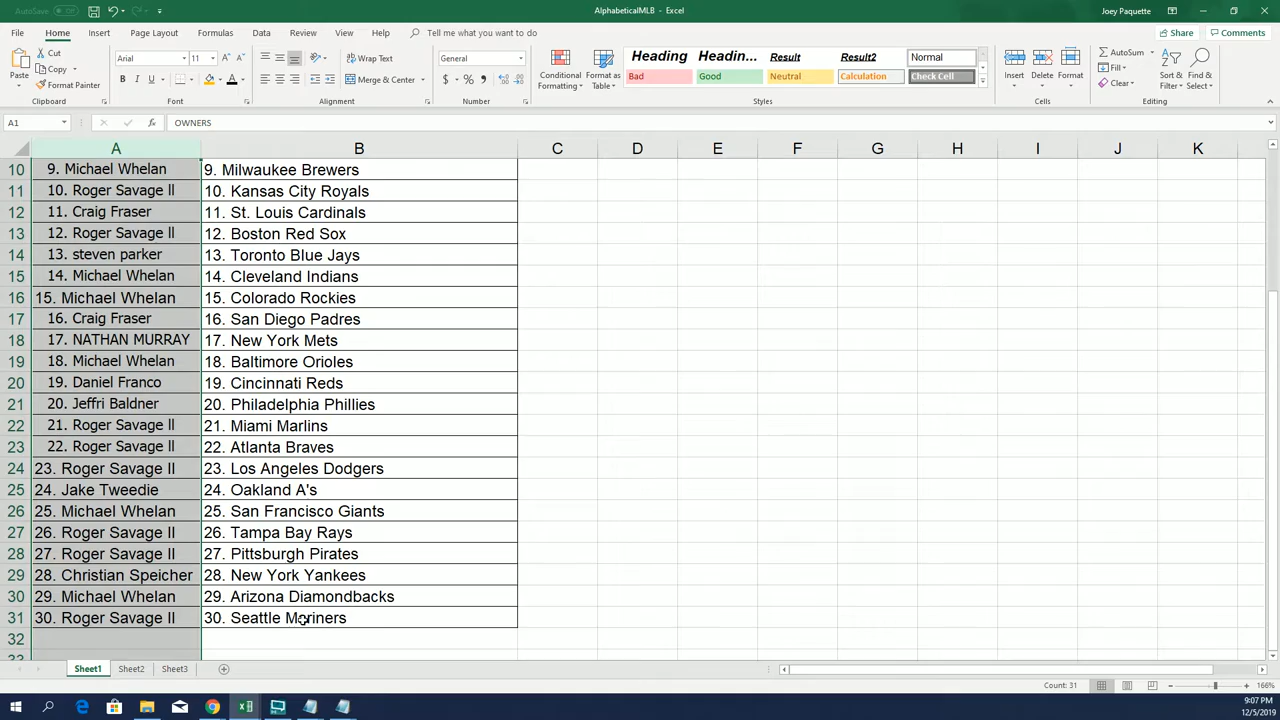 AutoSave Off AlphabeticalMLB - Excel Joey Paquette
File Home Insert Page Layout Formulas Data Review View Help Tell me what you want to do Share Comments
Paste Cut Copy Format Painter Clipboard
Arial 11 Font
Wrap Text Merge & Center Alignment
General Number
Conditional Formatting Format as Table
Heading Headin... Result Result2 Normal
Bad Good Neutral Calculation Check Cell
Styles
Insert Delete Format Cells
AutoSum Fill Clear Sort & Filter Find & Select Editing
A1 fx OWNERS
A B C D E F G H I J K
10 9. Michael Whelan 9. Milwaukee Brewers
11 10. Roger Savage ll 10. Kansas City Royals
12 11. Craig Fraser 11. St. Louis Cardinals
13 12. Roger Savage ll 12. Boston Red Sox
14 13. steven parker 13. Toronto Blue Jays
15 14. Michael Whelan 14. Cleveland Indians
16 15. Michael Whelan 15. Colorado Rockies
17 16. Craig Fraser 16. San Diego Padres
18 17. NATHAN MURRAY 17. New York Mets
19 18. Michael Whelan 18. Baltimore Orioles
20 19. Daniel Franco 19. Cincinnati Reds
21 20. Jeffri Baldner 20. Philadelphia Phillies
22 21. Roger Savage ll 21. Miami Marlins
23 22. Roger Savage ll 22. Atlanta Braves
24 23. Roger Savage II 23. Los Angeles Dodgers
25 24. Jake Tweedie 24. Oakland A's
26 25. Michael Whelan 25. San Francisco Giants
27 26. Roger Savage II 26. Tampa Bay Rays
28 27. Roger Savage II 27. Pittsburgh Pirates
29 28. Christian Speicher 28. New York Yankees
30 29. Michael Whelan 29. Arizona Diamondbacks
31 30. Roger Savage II 30. Seattle Mariners
32
33
Sheet1 Sheet2 Sheet3
Count: 31 166%
9:07 PM
12/5/2019